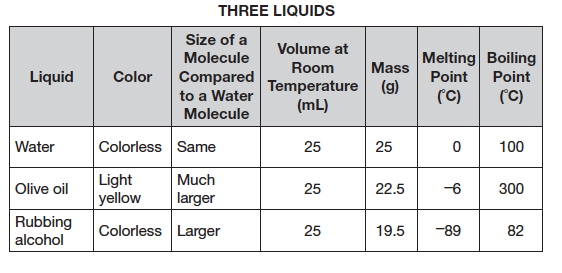 THREE LIQUIDS
Liquid
Color
Size of a
Molecule
Compared
to a Water
Molecule
Volume at
Room
Temperature
(mL)
Mass
(g)
Melting
Point
(°C)
Boiling
Point
(°C)
Water Colorless Same 25 25 0 100
Olive oil
Light
yellow
Much
larger
25 22.5 −6 300
Rubbing
alcohol
Colorless Larger 25 19.5 −89 82